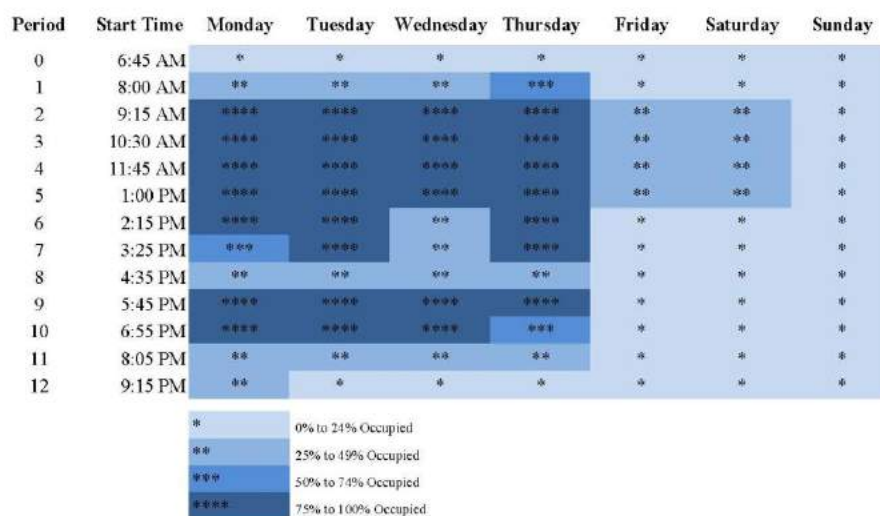 Period Start Time Monday Tuesday Wednesday Thursday Friday Saturday Sunday
0 6:45 AM * * * * * * *
1 8:00 AM ** ** ** *** * * *
2 9:15 AM **** **** **** **** ** ** *
3 10:30 AM **** **** **** **** ** ** *
4 11:45 AM **** **** **** **** ** ** *
5 1:00 PM **** **** **** **** ** ** *
6 2:15 PM **** **** ** **** * * *
7 3:25 PM *** **** ** **** * * *
8 4:35 PM ** ** ** ** * * *
9 5:45 PM **** **** **** **** * * *
10 6:55 PM **** **** **** *** * * *
11 8:05 PM ** ** ** ** * * *
12 9:15 PM ** * * * * * *
* 0% to 24% Occupied
** 25% to 49% Occupied
*** 50% to 74% Occupied
**** 75% to 100% Occupied